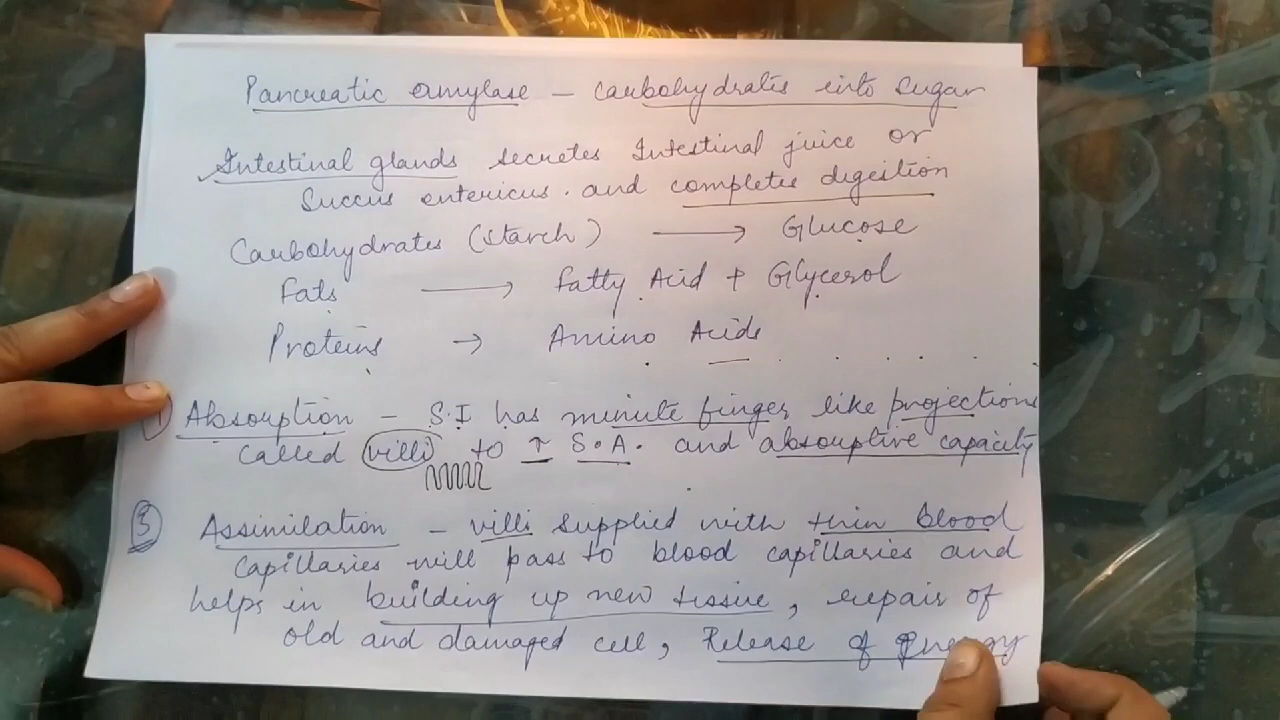 Pancreatic amylase - carbohydrates into sugar
Intestinal glands secretes Intestinal juice or
Succus entericus. and completes digestion
Carbohydrates (starch) → Glucose
Fats → Fatty Acid + Glycerol
Proteins → Amino Acids
Absorption - S.I has minute finger like projections
called villi to ↑ S.A. and absorptive capacity
3 Assimilation - villi supplied with thin blood
capillaries will pass to blood capillaries and
helps in building up new tissue, repair of
old and damaged cell, Release of Energy